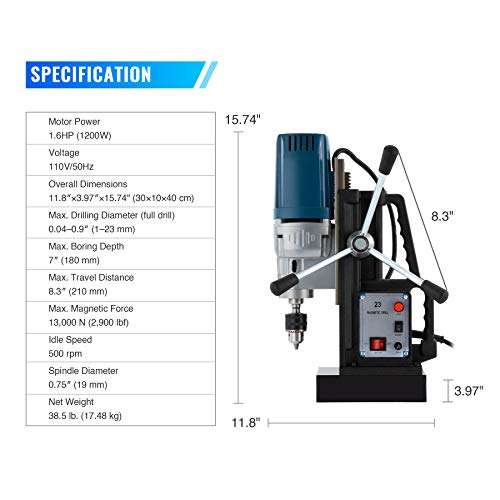 SPECIFICATION
Motor Power
1.6HP (1200W)
Voltage
110V/50Hz
Overall Dimensions
11.8"×3.97"×15.74" (30×10×40 cm)
Max. Drilling Diameter (full drill)
0.04–0.9" (1–23 mm)
Max. Boring Depth
7" (180 mm)
Max. Travel Distance
8.3" (210 mm)
Max. Magnetic Force
13,000 N (2,900 lbf)
Idle Speed
500 rpm
Spindle Diameter
0.75" (19 mm)
Net Weight
38.5 lb. (17.48 kg)
15.74"
8.3"
23
MAGNETIC DRILL
3.97"
11.8"